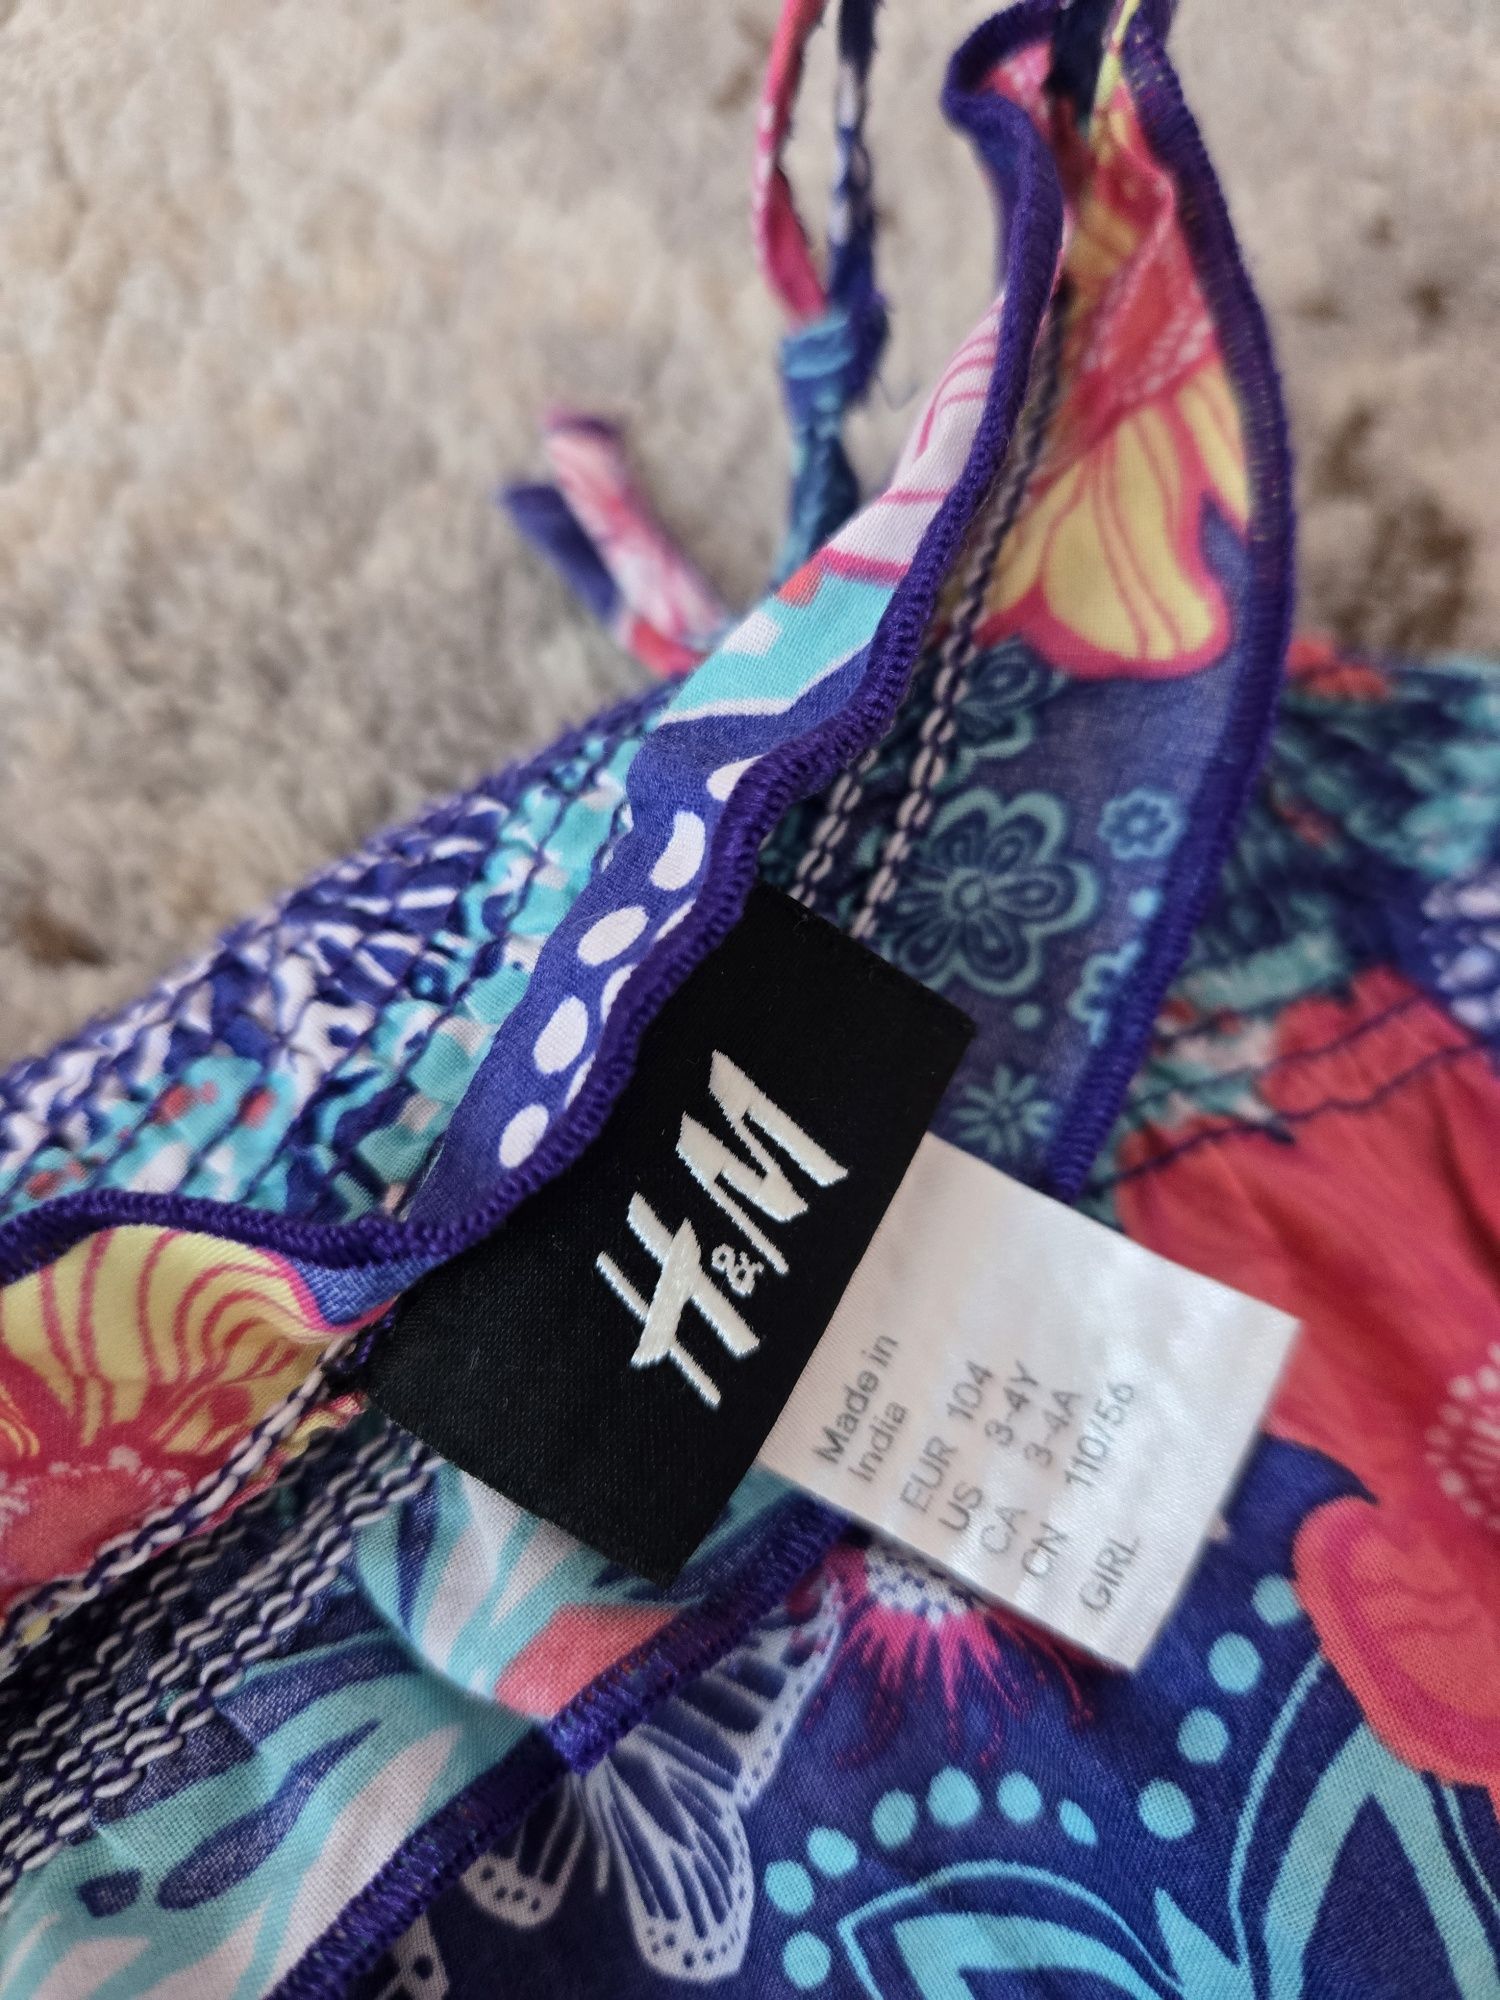 H&M
Made in
India
EUR 104
US 3-4Y
CA 3-4A
CN 110/56
GIRL